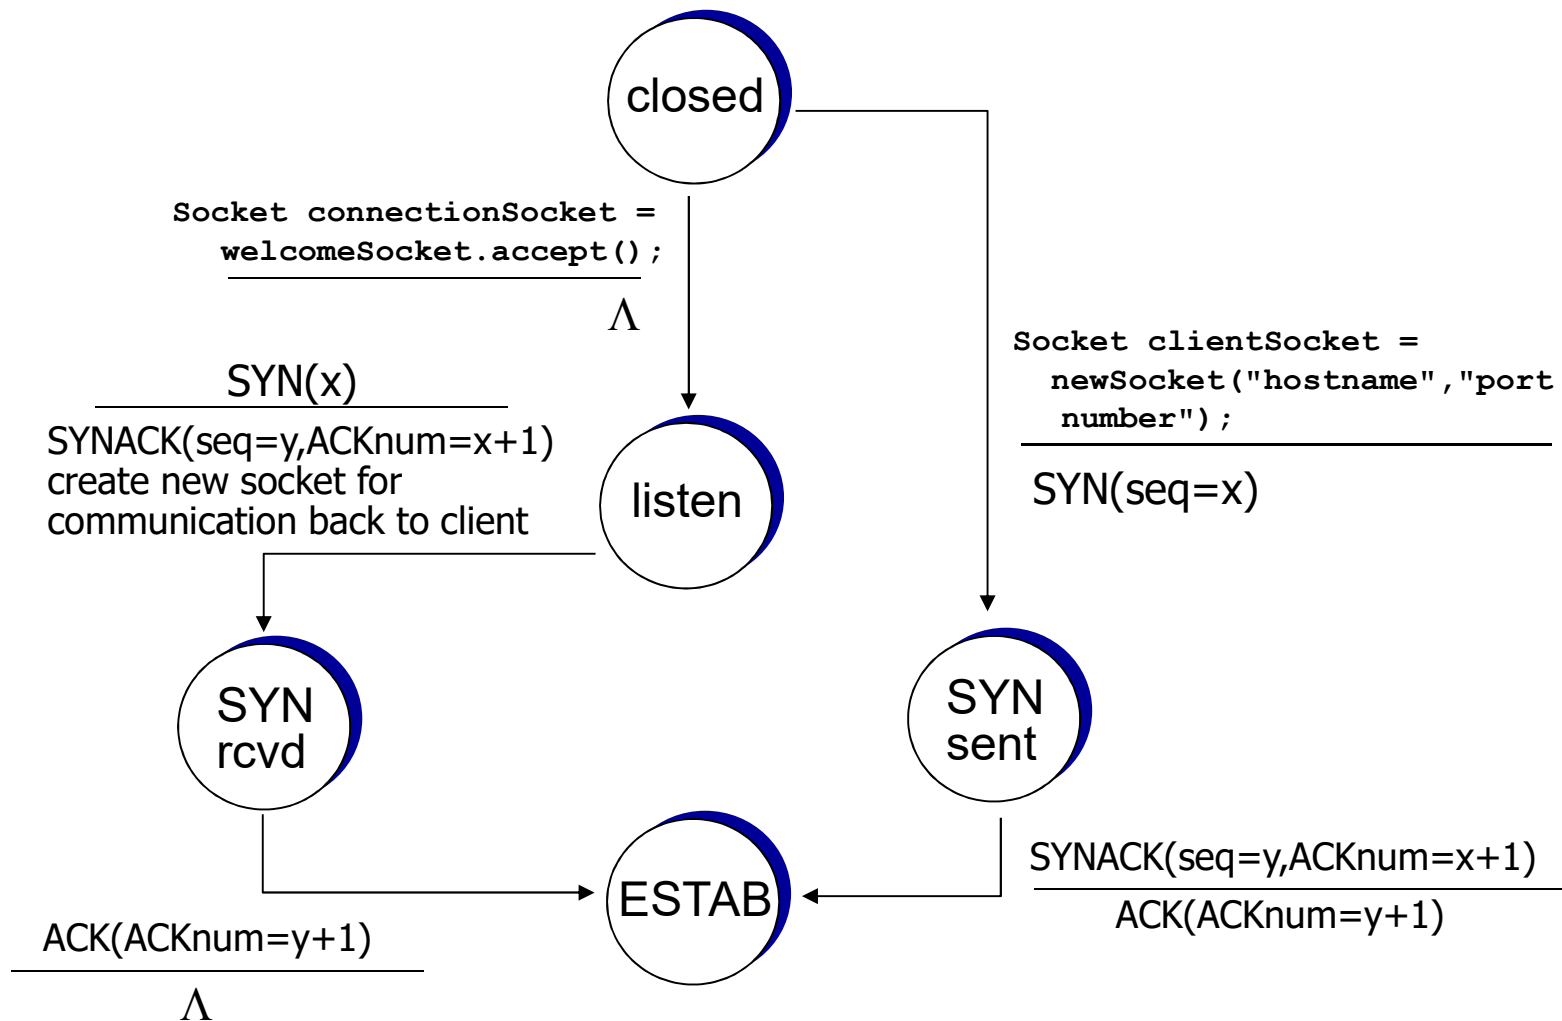 closed
Socket connectionSocket =
welcomeSocket.accept();
Λ
Socket clientSocket =
newSocket("hostname","port
number");
SYN(seq=x)
SYN(x)
SYNACK(seq=y,ACKnum=x+1)
create new socket for
communication back to client
listen
SYN
rcvd
SYN
sent
ESTAB
SYNACK(seq=y,ACKnum=x+1)
ACK(ACKnum=y+1)
ACK(ACKnum=y+1)
Λ